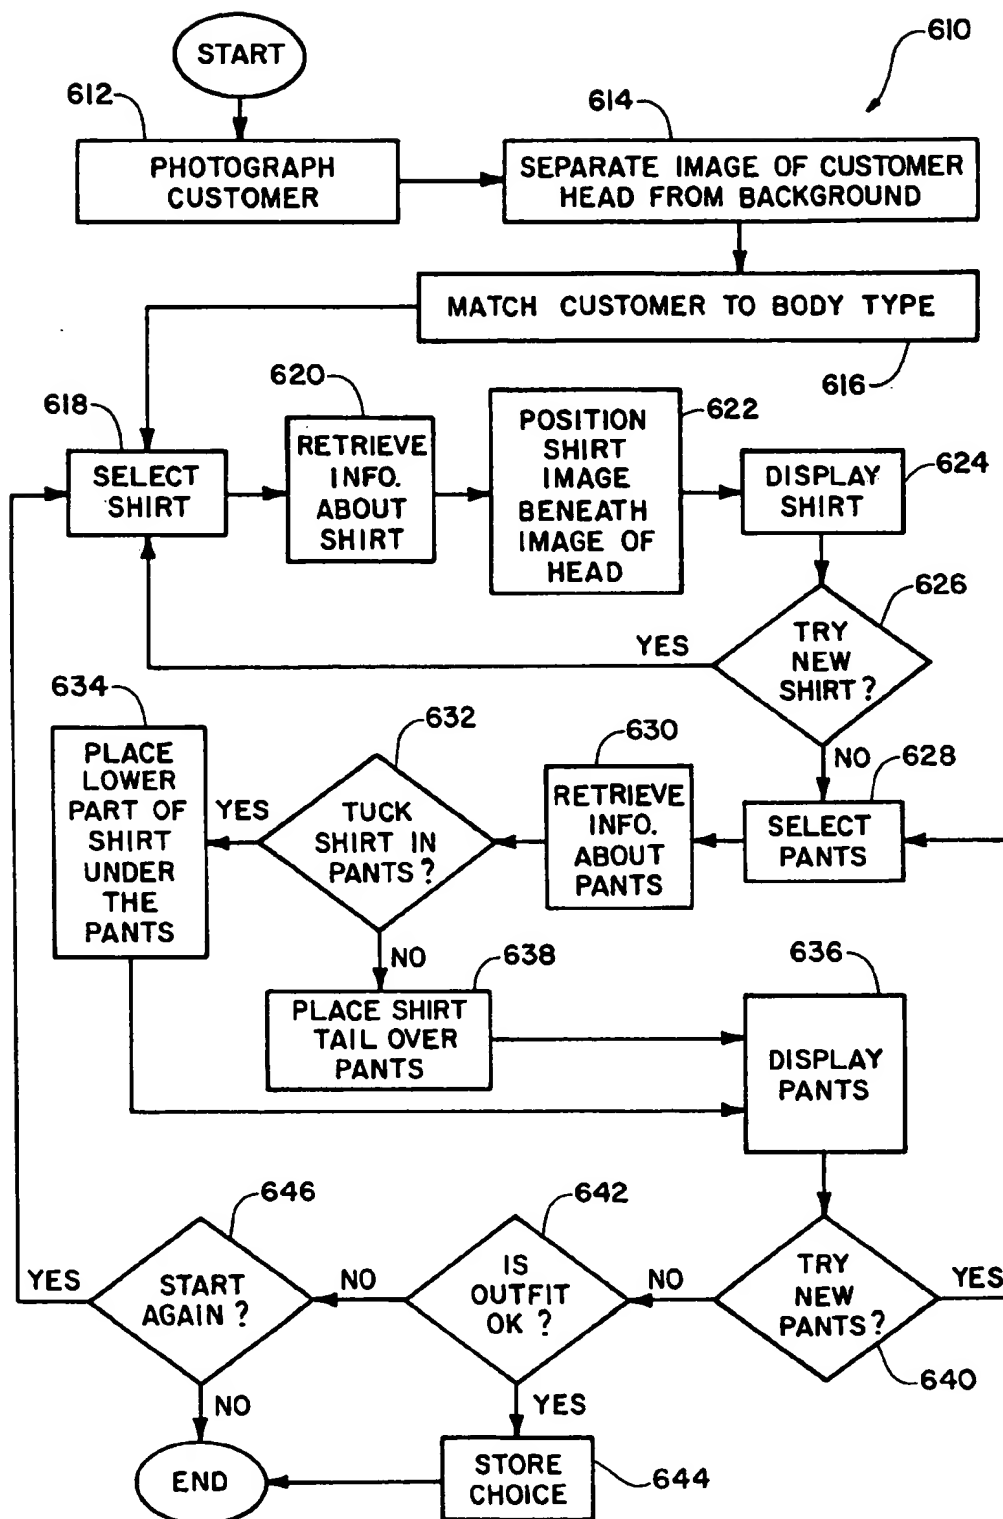 START
610
612
614
PHOTOGRAPH
CUSTOMER
SEPARATE IMAGE OF CUSTOMER
HEAD FROM BACKGROUND
MATCH CUSTOMER TO BODY TYPE
616
618
620
622
624
SELECT
SHIRT
RETRIEVE
INFO.
ABOUT
SHIRT
POSITION
SHIRT
IMAGE
BENEATH
IMAGE OF
HEAD
DISPLAY
SHIRT
626
YES
TRY
NEW
SHIRT?
NO
634
632
630
628
PLACE
LOWER
PART OF
SHIRT
UNDER
THE
PANTS
YES
TUCK
SHIRT IN
PANTS?
RETRIEVE
INFO.
ABOUT
PANTS
SELECT
PANTS
NO
638
636
PLACE SHIRT
TAIL OVER
PANTS
DISPLAY
PANTS
646
642
YES
START
AGAIN?
NO
IS
OUTFIT
OK?
NO
TRY
NEW
PANTS?
YES
640
NO
YES
END
STORE
CHOICE
644